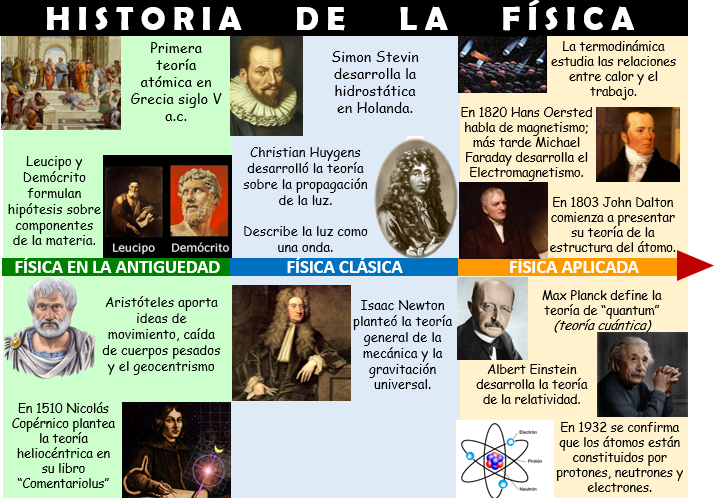 HISTORIA DE LA FÍSICA
Primera
teoría
atómica en
Grecia siglo V
a.c.
Leucipo y
Demócrito
formulan
hipótesis sobre
componentes
de la materia.
Leucipo
Demócrito
Simon Stevin
desarrolla la
hidrostática
en Holanda.
Christian Huygens
desarrolló la teoría
sobre la propagación
de la luz.
Describe la luz como
una onda.
La termodinámica
estudia las relaciones
entre calor y el
trabajo.
En 1820 Hans Oersted
habla de magnetismo;
más tarde Michael
Faraday desarrolla el
Electromagnetismo.
En 1803 John Dalton
comienza a presentar
su teoría de la
estructura del átomo.
FÍSICA EN LA ANTIGUEDAD
FÍSICA CLÁSICA
FÍSICA APLICADA
Aristóteles aporta
ideas de
movimiento, caída
de cuerpos pesados
y el geocentrismo
En 1510 Nicolás
Copérnico plantea
la teoría
heliocéntrica en
su libro
“Comentariolus”
Isaac Newton
planteó la teoría
general de la
mecánica y la
gravitación
universal.
Max Planck define la
teoría de “quantum”
(teoría cuántica)
Albert Einstein
desarrolla la teoría
de la relatividad.
En 1932 se confirma
que los átomos están
constituidos por
protones, neutrones y
electrones.
Electrón
Protón
Neutrón